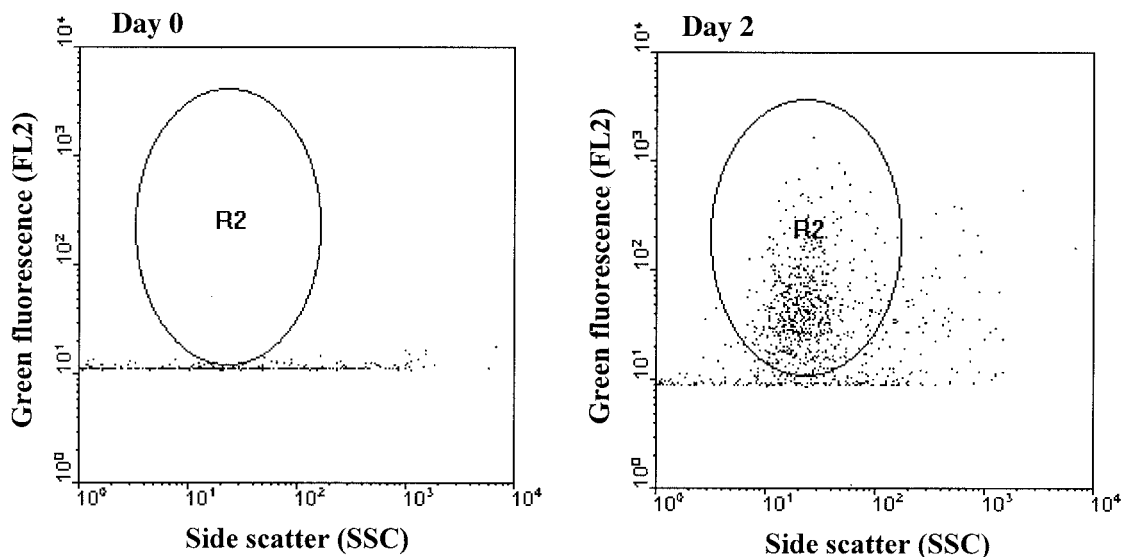 Day 0
Green fluorescence (FL2)
10⁴
10³
10²
10¹
10⁰
R2
10⁰ 10¹ 10² 10³ 10⁴
Side scatter (SSC)
Day 2
Green fluorescence (FL2)
10⁴
10³
10²
10¹
10⁰
R2
10⁰ 10¹ 10² 10³ 10⁴
Side scatter (SSC)